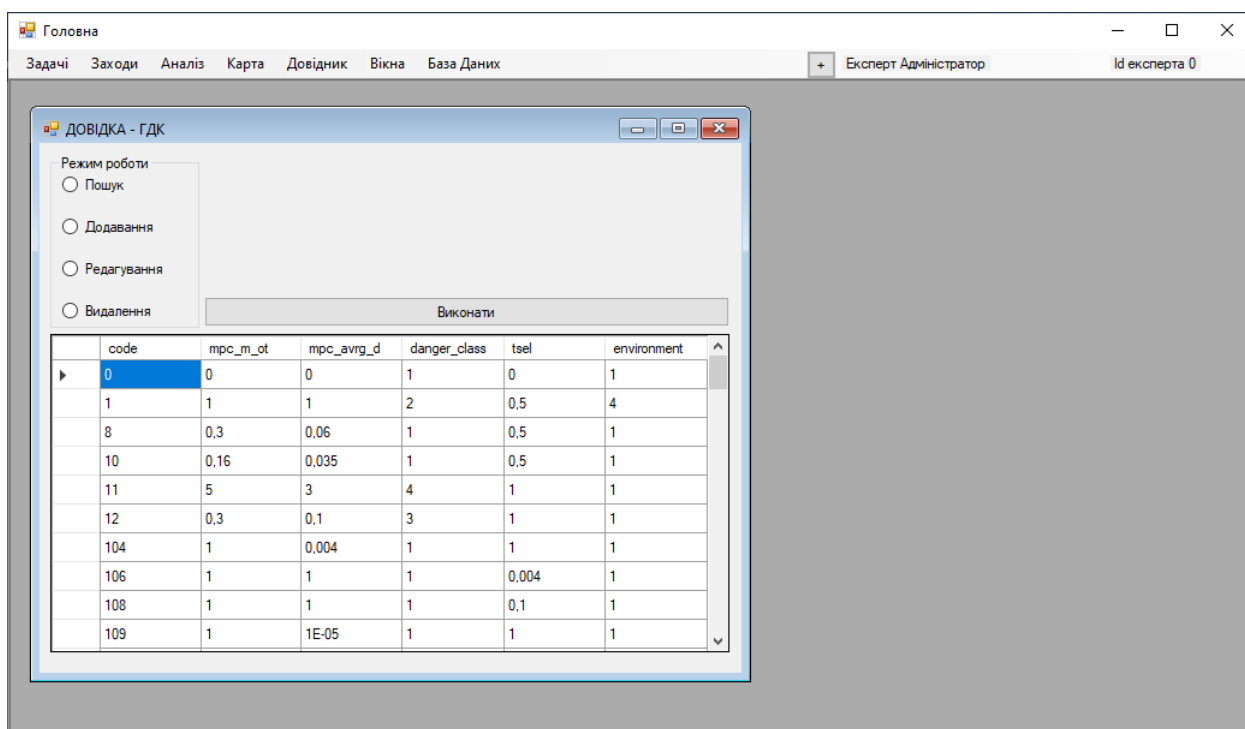 Головна
Задачі Заходи Аналіз Карта Довідник Вікна База Даних + Експерт Адміністратор Id експерта 0
ДОВІДКА - ГДК
Режим роботи
Пошук
Додавання
Редагування
Видалення Виконати
code mpc_m_ot mpc_avrg_d danger_class tsel environment
0 0 0 1 0 1
1 1 1 2 0,5 4
8 0,3 0,06 1 0,5 1
10 0,16 0,035 1 0,5 1
11 5 3 4 1 1
12 0,3 0,1 3 1 1
104 1 0,004 1 1 1
106 1 1 1 0,004 1
108 1 1 1 0,1 1
109 1 1E-05 1 1 1